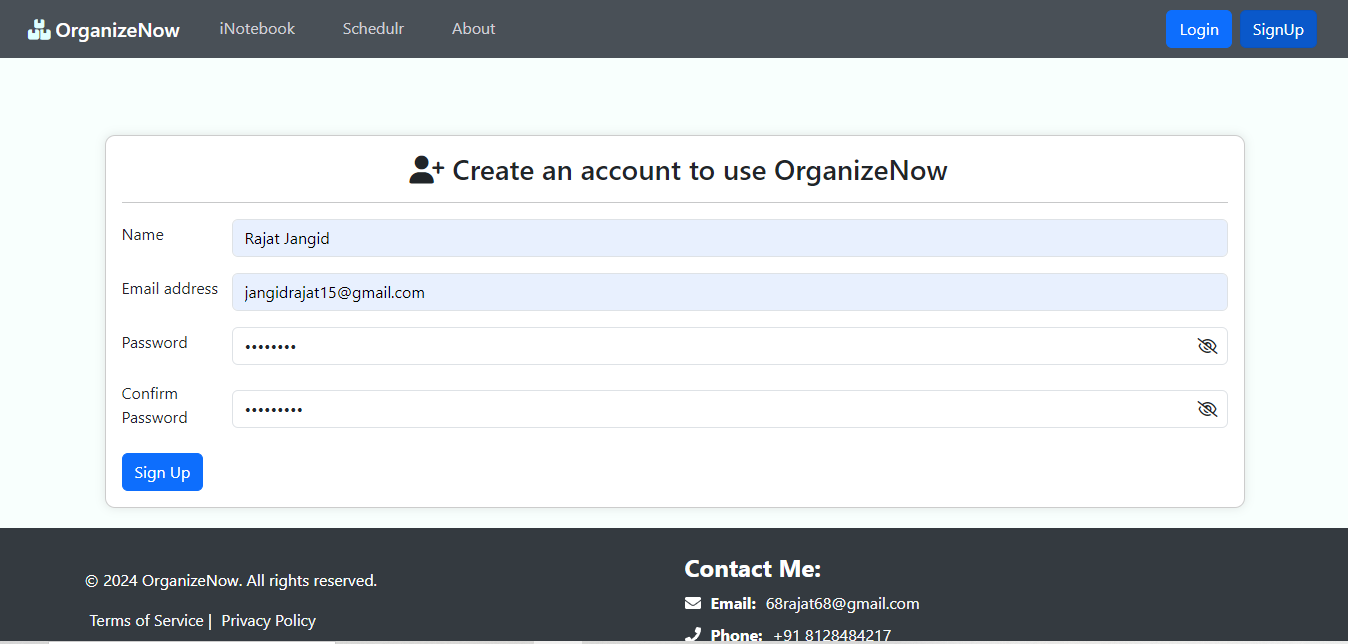 OrganizeNow iNotebook Schedulr About Login SignUp
Create an account to use OrganizeNow
Name Rajat Jangid
Email address jangidrajat15@gmail.com
Password ••••••••
Confirm
Password •••••••••
Sign Up
© 2024 OrganizeNow. All rights reserved.
Terms of Service | Privacy Policy
Contact Me:
Email: 68rajat68@gmail.com
Phone: +91 8128484217